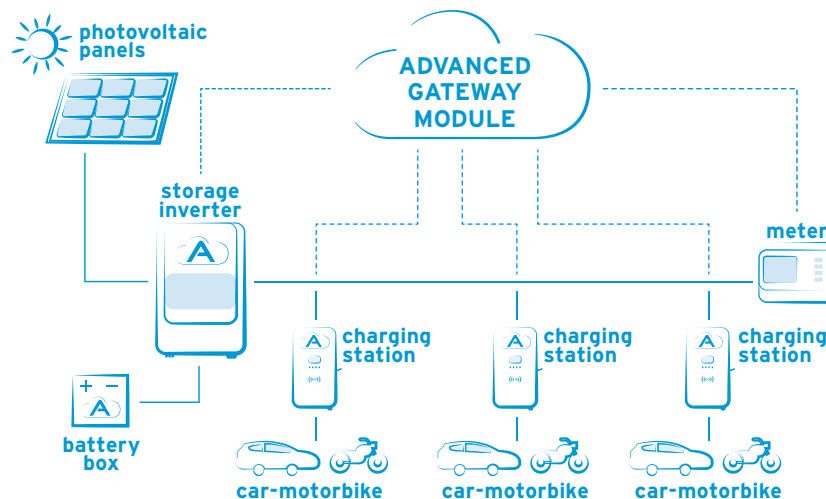 photovoltaic
panels
ADVANCED
GATEWAY
MODULE
storage
inverter
meter
A
A
charging
station
A
charging
station
A
charging
station
+ −
A
battery
box
car-motorbike
car-motorbike
car-motorbike